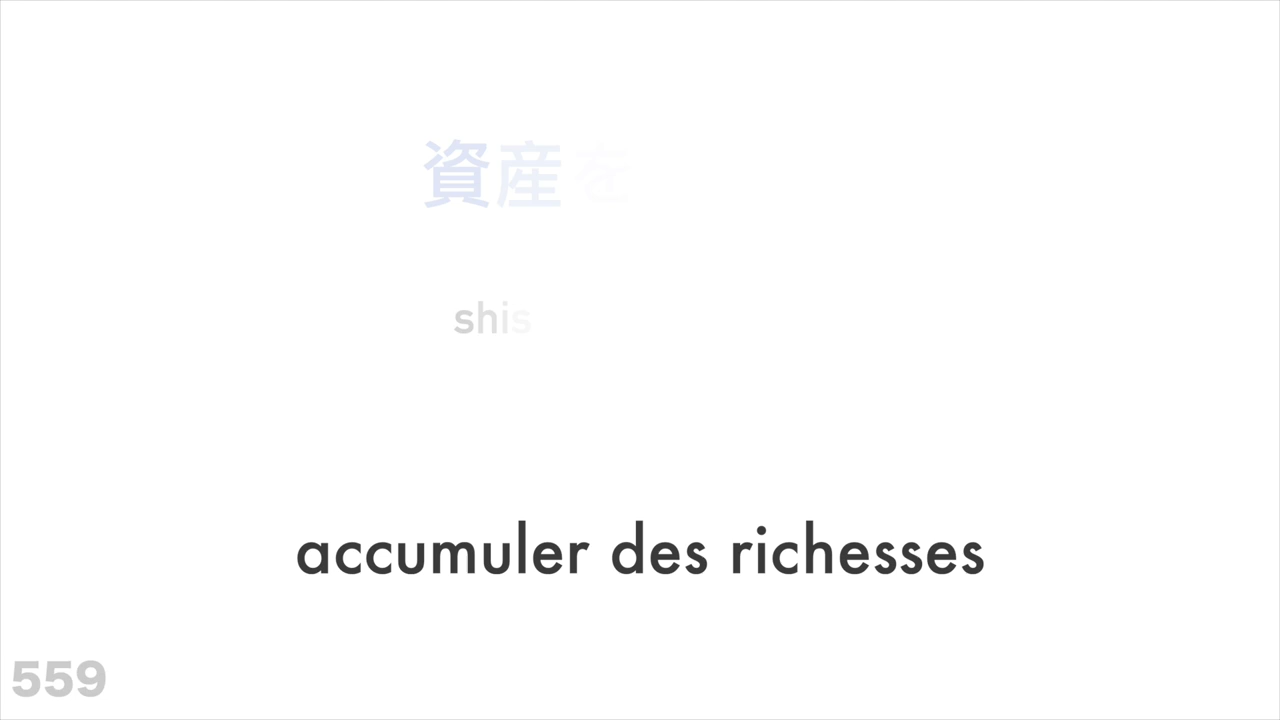 資産を
shis
accumuler des richesses
559